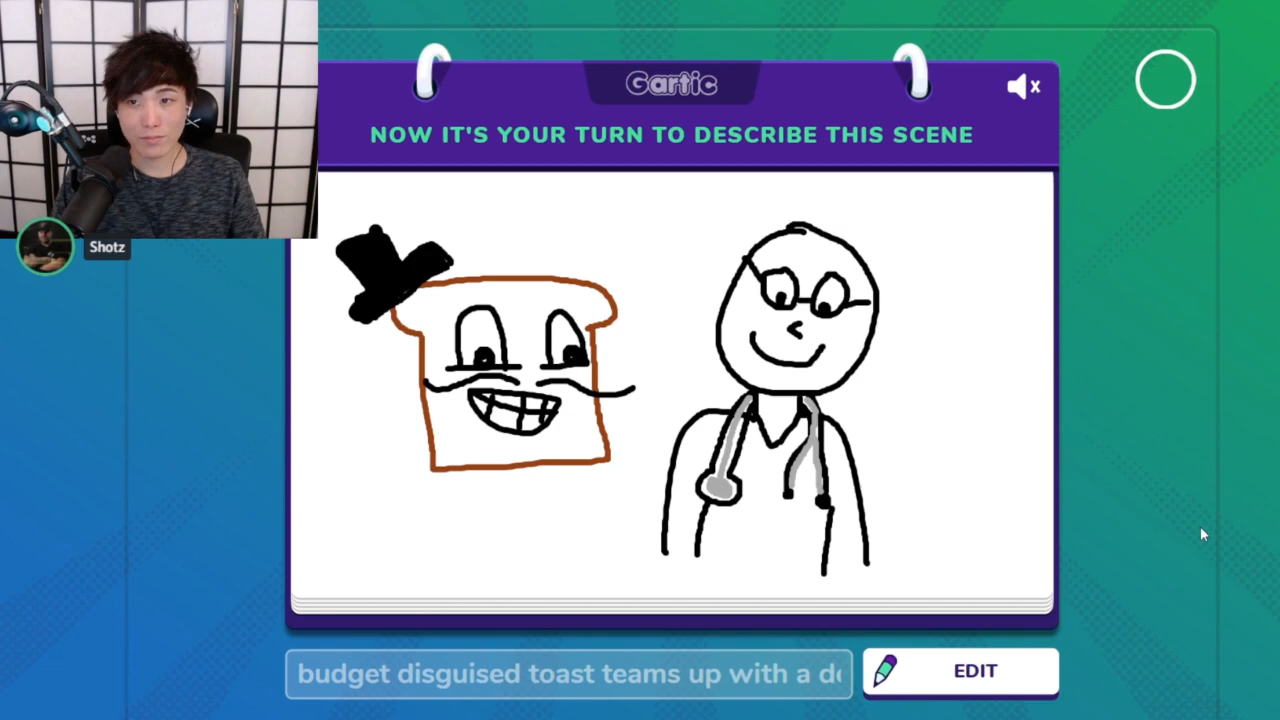 Gartic
NOW IT'S YOUR TURN TO DESCRIBE THIS SCENE
Shotz
budget disguised toast teams up with a
EDIT